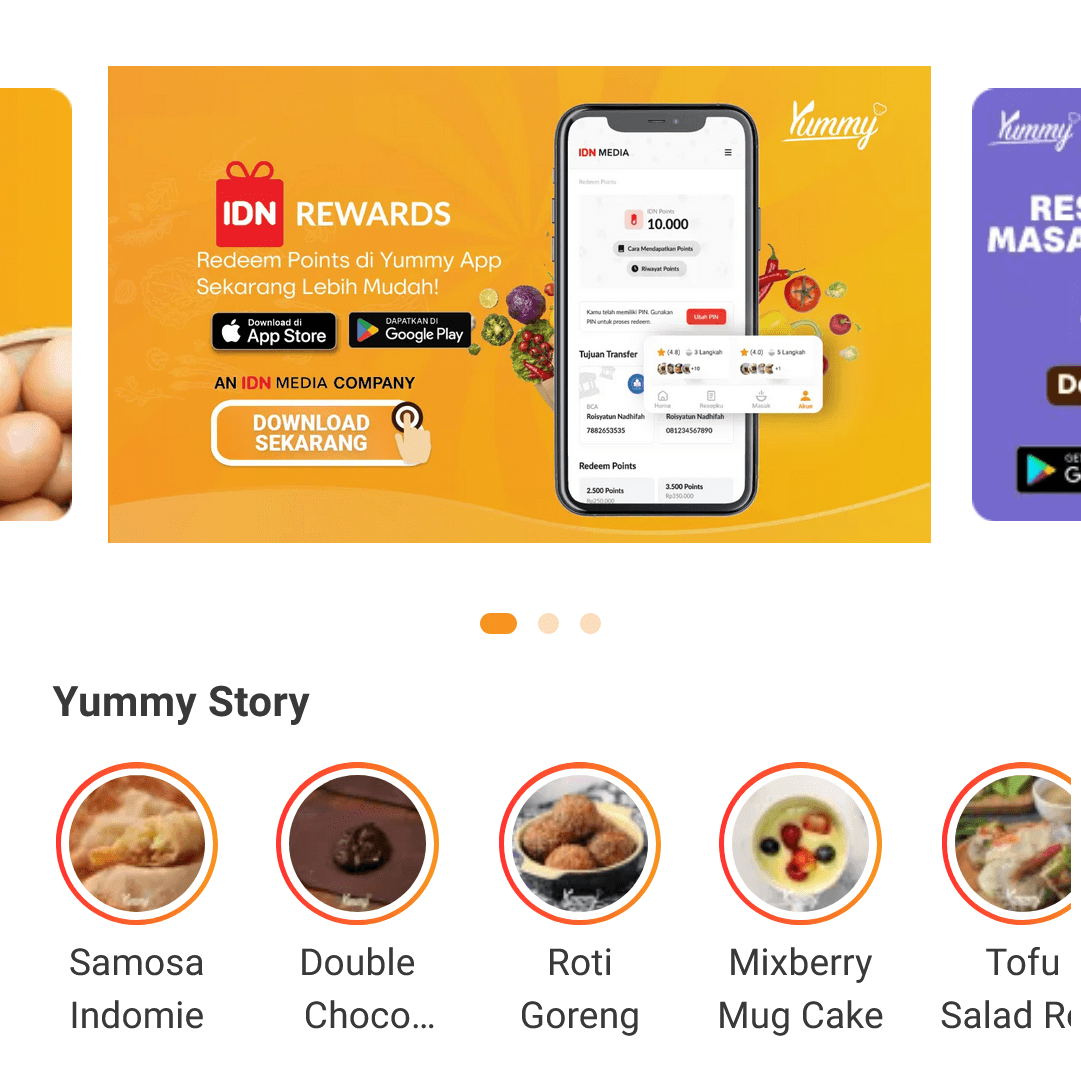 Yummy
IDN REWARDS
Redeem Points di Yummy App
Sekarang Lebih Mudah!
Download di
App Store
DAPATKAN DI
Google Play
AN IDN MEDIA COMPANY
DOWNLOAD
SEKARANG
IDN MEDIA
Redeem Points
IDN Points
10.000
Cara Mendapatkan Points
Riwayat Points
Kamu telah memiliki PIN. Gunakan
PIN untuk proses redeem.
Ubah PIN
Tujuan Transfer
(4.8) 3 Langkah
(4.0) 5 Langkah
+10
+1
Home
Resepku
Masak
Akun
BCA
Roisyatun Nadhifah
7882653535
Roisyatun Nadhifah
081234567890
Redeem Points
2.500 Points
Rp250.000
3.500 Points
Rp350.000
Yummy
RES
MASA
D
GE
G
Yummy Story
Samosa
Indomie
Double
Choco...
Roti
Goreng
Mixberry
Mug Cake
Tofu
Salad R